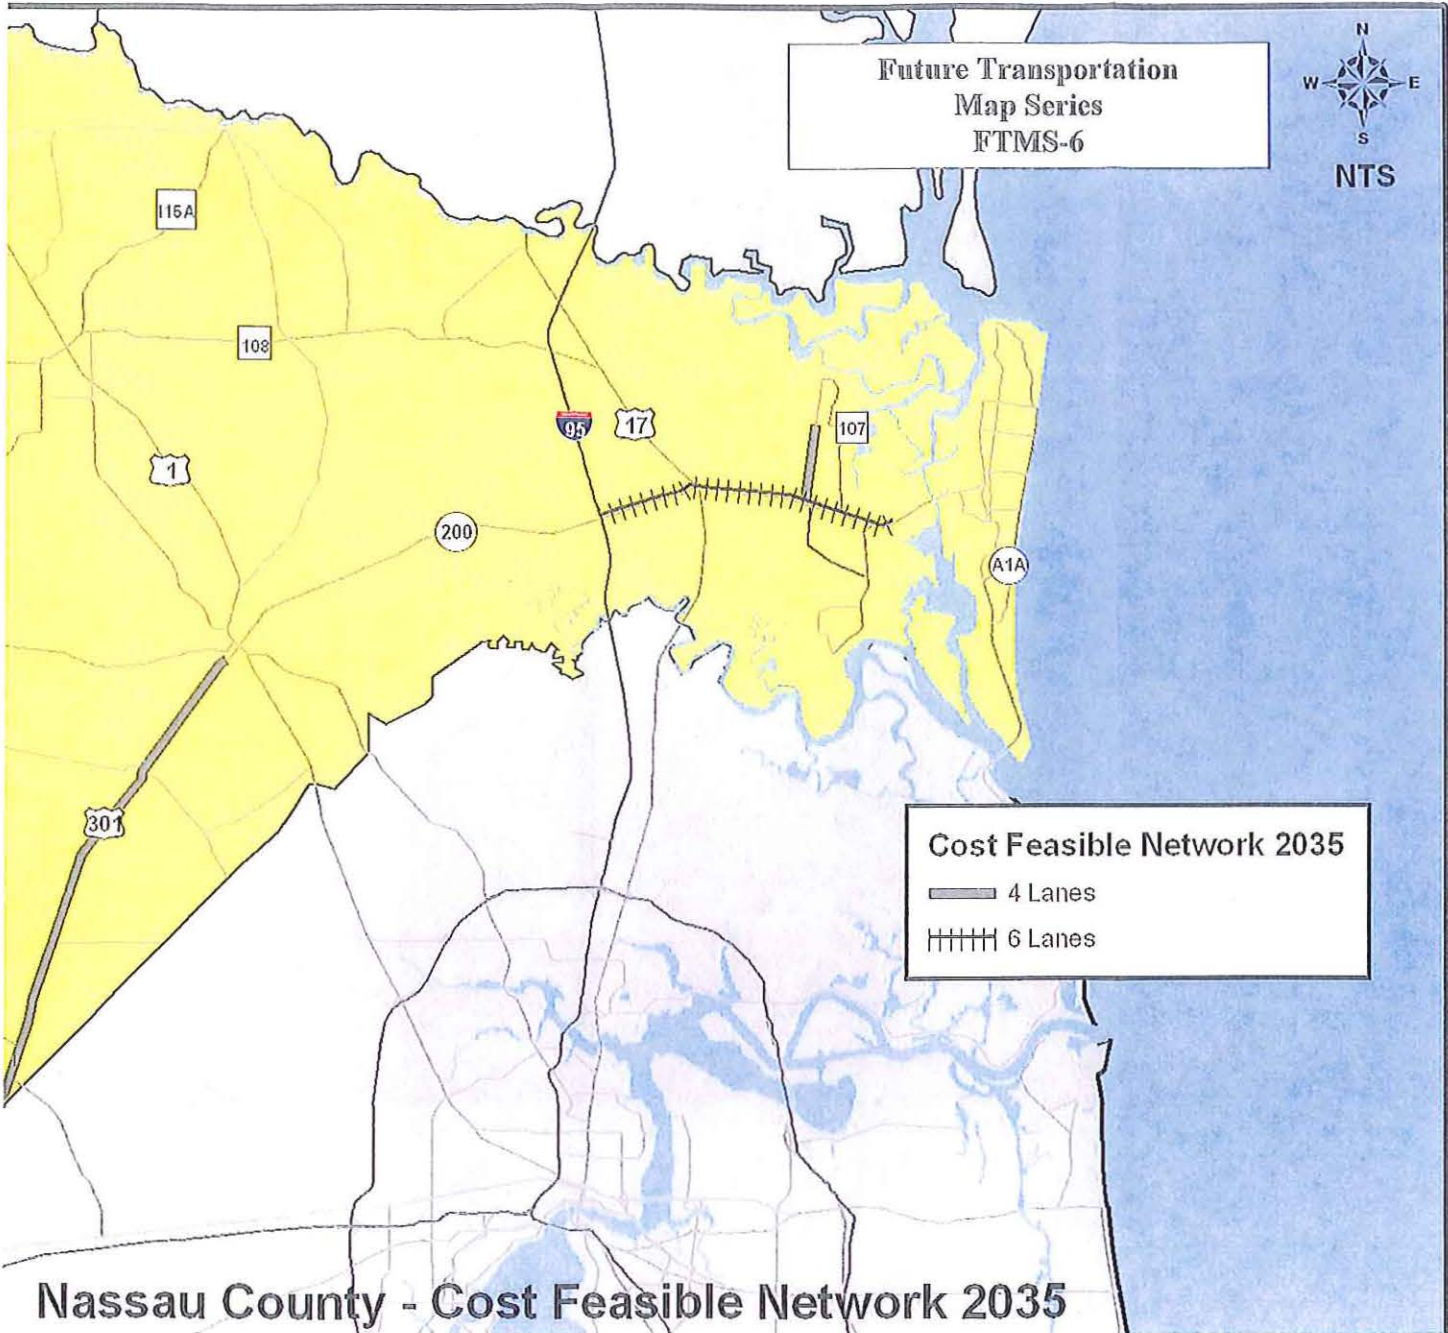 Future Transportation
Map Series
FTMS-6
N
W
E
S
NTS
115A
108
95
17
107
1
200
A1A
301
Cost Feasible Network 2035
4 Lanes
6 Lanes
Nassau County - Cost Feasible Network 2035